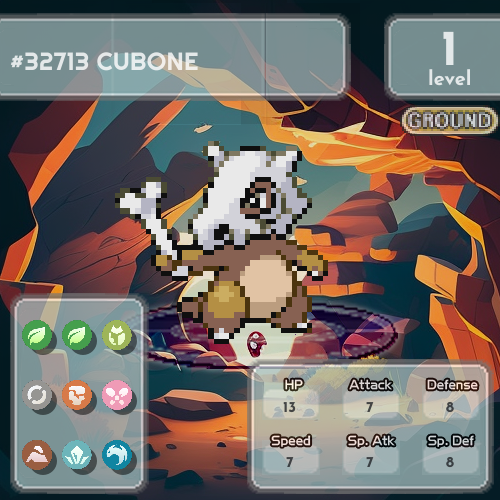 #32713 CUBONE
1
level
GROUND
HP Attack Defense
13 7 8
Speed Sp. Atk Sp. Def
7 7 8